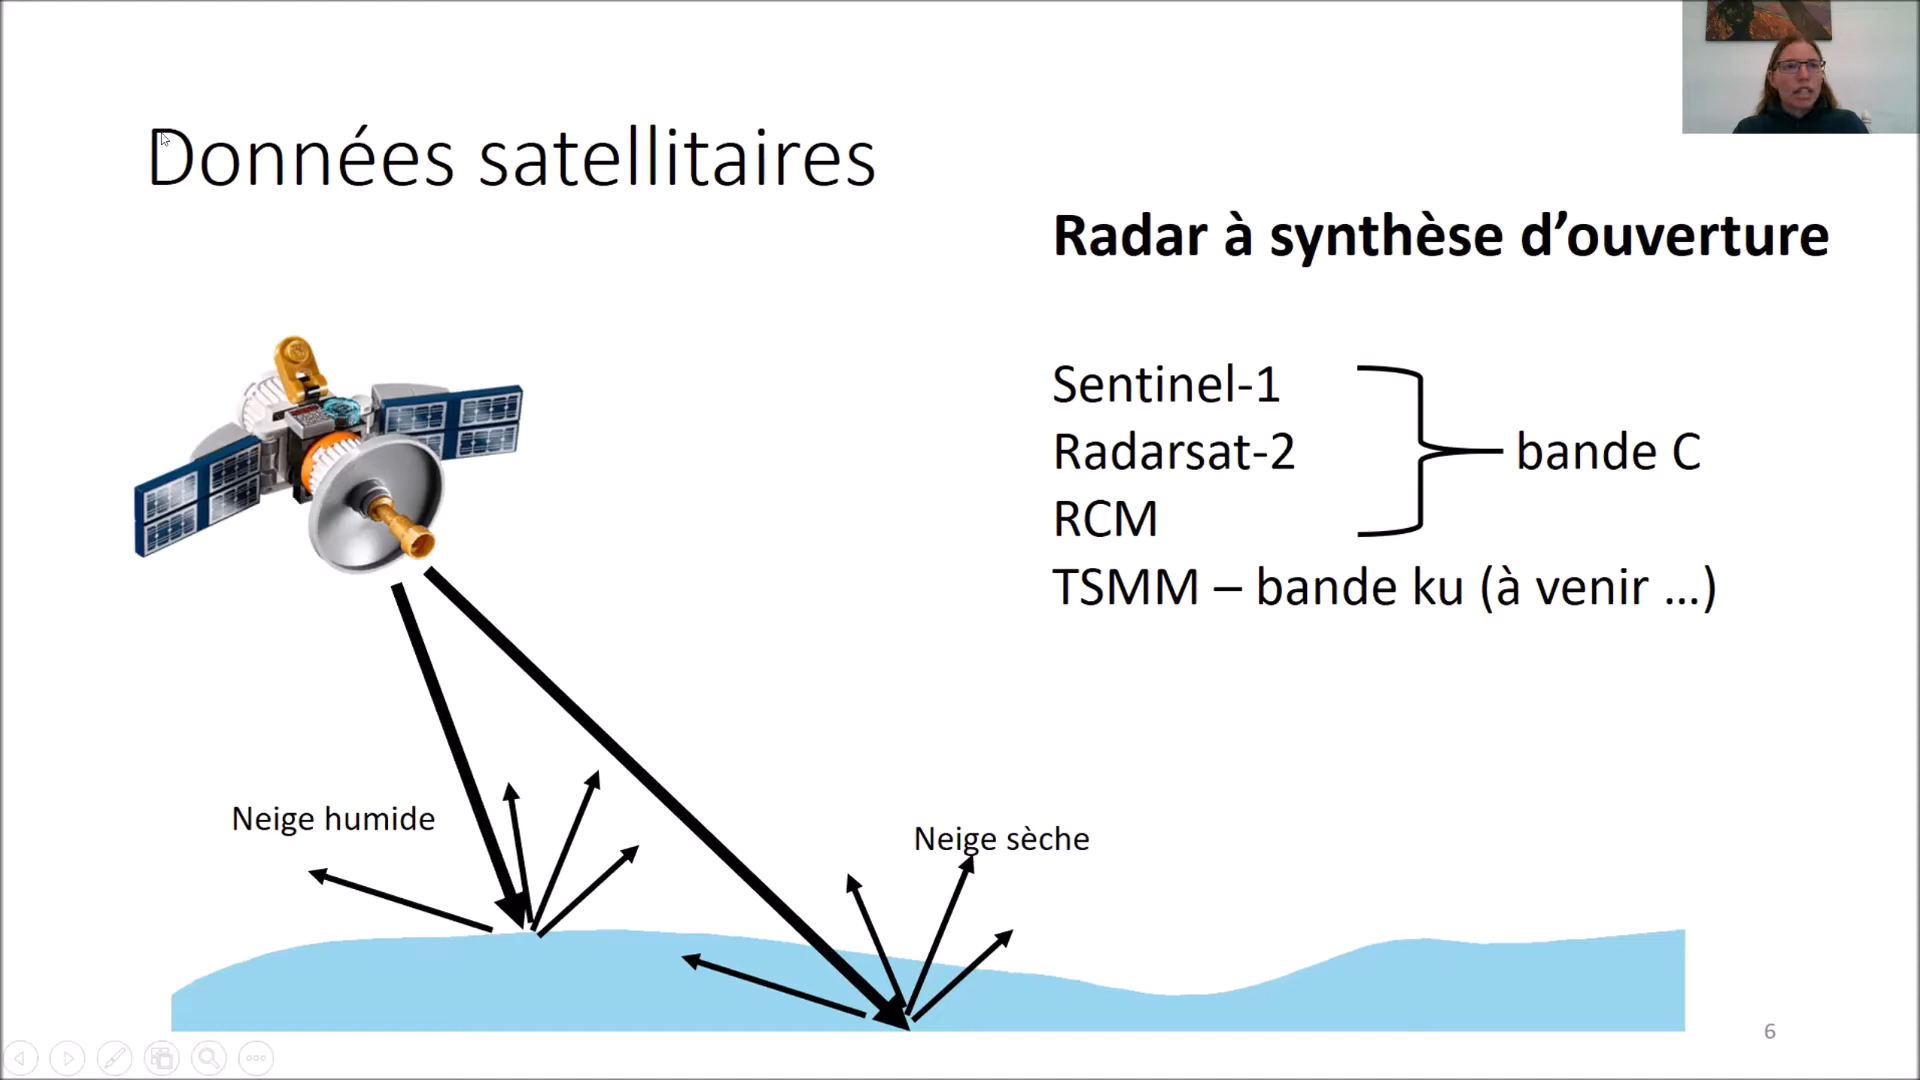 Données satellitaires
Radar à synthèse d’ouverture
Sentinel-1
Radarsat-2
RCM
bande C
TSMM – bande ku (à venir ...)
Neige humide
Neige sèche
6